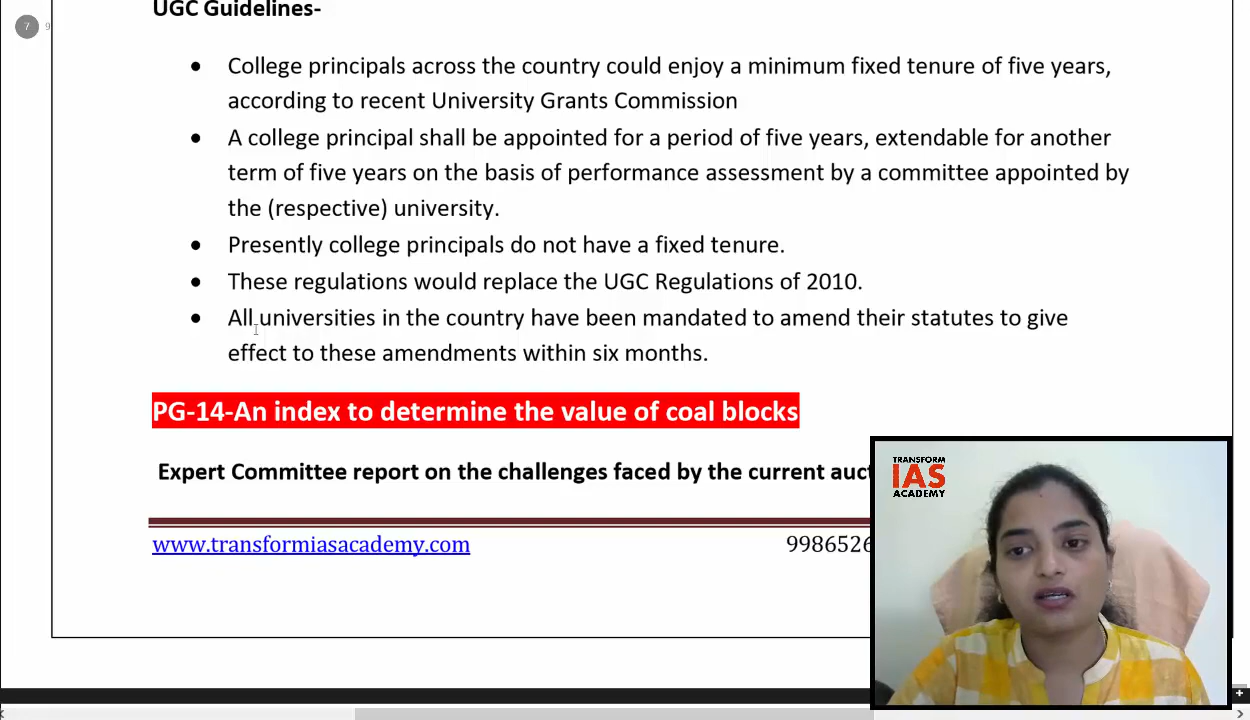 UGC Guidelines-
7 9
• College principals across the country could enjoy a minimum fixed tenure of five years,
according to recent University Grants Commission
• A college principal shall be appointed for a period of five years, extendable for another
term of five years on the basis of performance assessment by a committee appointed by
the (respective) university.
• Presently college principals do not have a fixed tenure.
• These regulations would replace the UGC Regulations of 2010.
• All universities in the country have been mandated to amend their statutes to give
effect to these amendments within six months.
PG-14-An index to determine the value of coal blocks
Expert Committee report on the challenges faced by the current
TRANSFORM
IAS
ACADEMY
www.transformiasacademy.com
998652